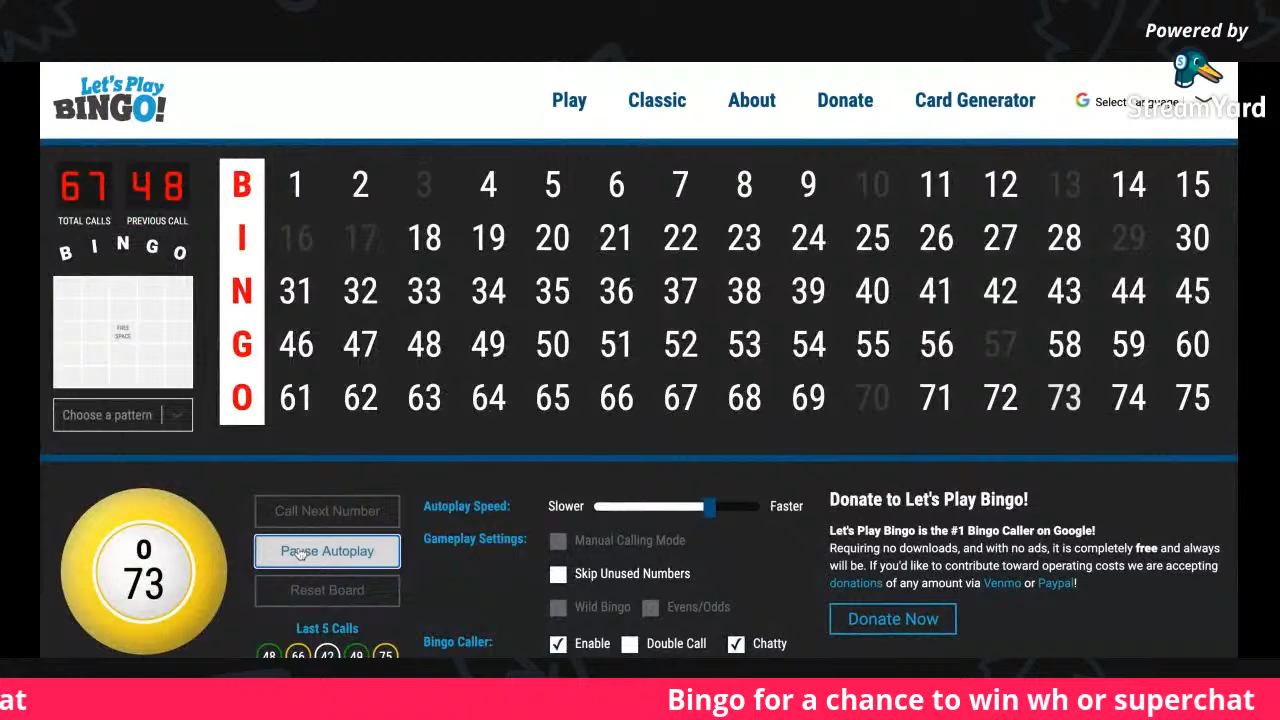 Powered by
StreamYard
Let's Play
BINGO!
Play
Classic
About
Donate
Card Generator
G Select Language
67
48
TOTAL CALLS
PREVIOUS CALL
B I N G O
FREE
SPACE
Choose a pattern
B 1 2 3 4 5 6 7 8 9 10 11 12 13 14 15
I 16 17 18 19 20 21 22 23 24 25 26 27 28 29 30
N 31 32 33 34 35 36 37 38 39 40 41 42 43 44 45
G 46 47 48 49 50 51 52 53 54 55 56 57 58 59 60
O 61 62 63 64 65 66 67 68 69 70 71 72 73 74 75
O
73
Call Next Number
Pause Autoplay
Reset Board
Last 5 Calls
48 66 42 49 75
Autoplay Speed:
Slower
Faster
Gameplay Settings:
Manual Calling Mode
Skip Unused Numbers
Wild Bingo
Evens/Odds
Bingo Caller:
Enable
Double Call
Chatty
Donate to Let's Play Bingo!
Let's Play Bingo is the #1 Bingo Caller on Google!
Requiring no downloads, and with no ads, it is completely free and always
will be. If you'd like to contribute toward operating costs we are accepting
donations of any amount via Venmo or Paypal!
Donate Now
at
Bingo for a chance to win wh or superchat